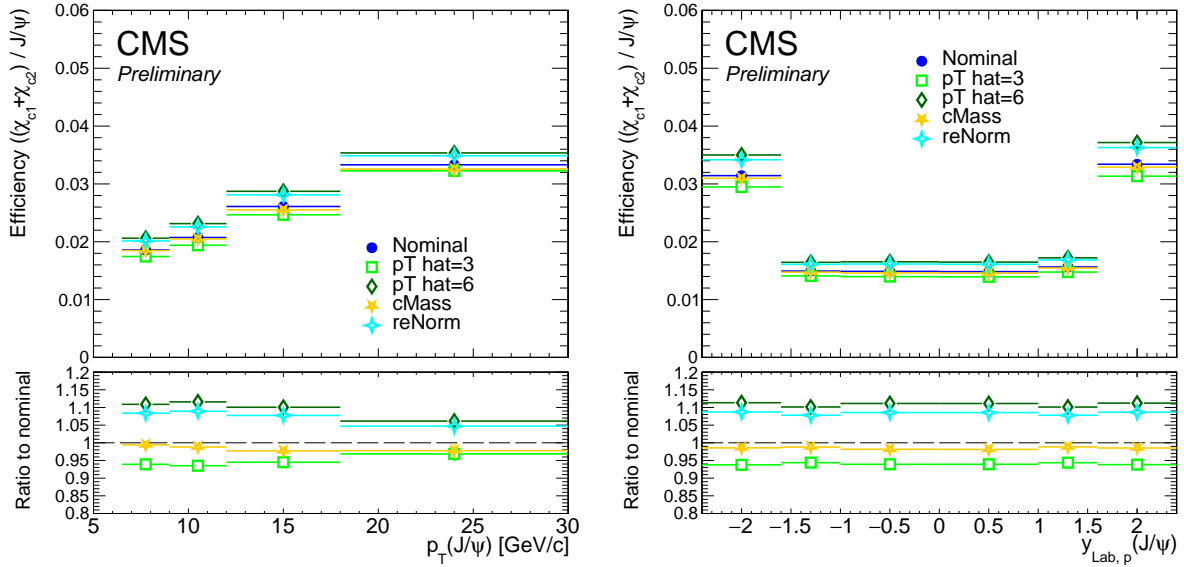 CMS
Preliminary
Efficiency ((χc1+χc2) / J/ψ)
0.06
0.05
0.04
0.03
0.02
0.01
0
Nominal
pT hat=3
pT hat=6
cMass
reNorm
Ratio to nominal
1.2
1.15
1.1
1.05
1
0.95
0.9
0.85
0.8
5 10 15 20 25 30
pT(J/ψ) [GeV/c]
CMS
Preliminary
Efficiency ((χc1+χc2) / J/ψ)
0.06
0.05
0.04
0.03
0.02
0.01
0
Nominal
pT hat=3
pT hat=6
cMass
reNorm
Ratio to nominal
1.2
1.15
1.1
1.05
1
0.95
0.9
0.85
0.8
−2 −1.5 −1 −0.5 0 0.5 1 1.5 2
yLab, p(J/ψ)